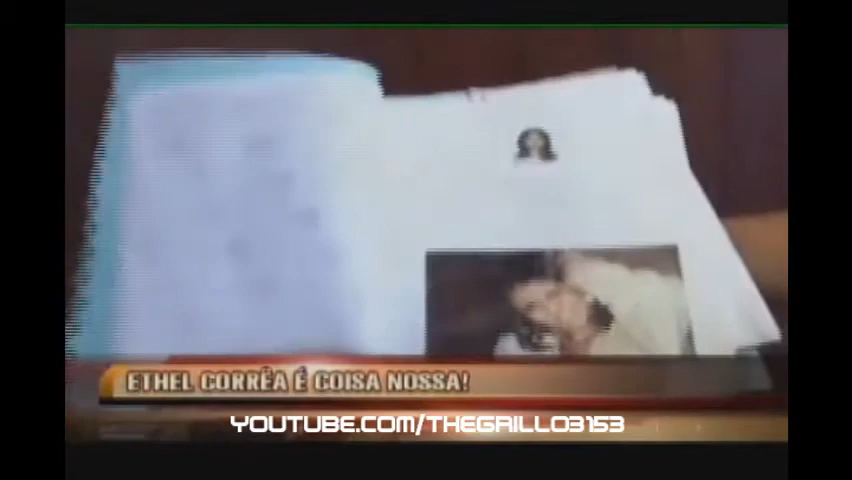 ETHEL CORRÊA É COISA NOSSA!
YOUTUBE.COM/THEGRILLO3153